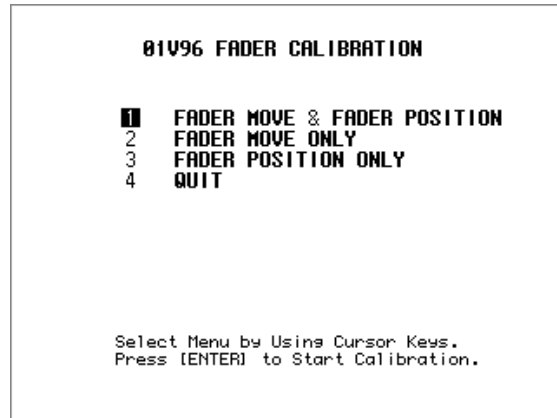 01V96 FADER CALIBRATION
1 FADER MOVE & FADER POSITION
2 FADER MOVE ONLY
3 FADER POSITION ONLY
4 QUIT
Select Menu by Using Cursor Keys.
Press [ENTER] to Start Calibration.